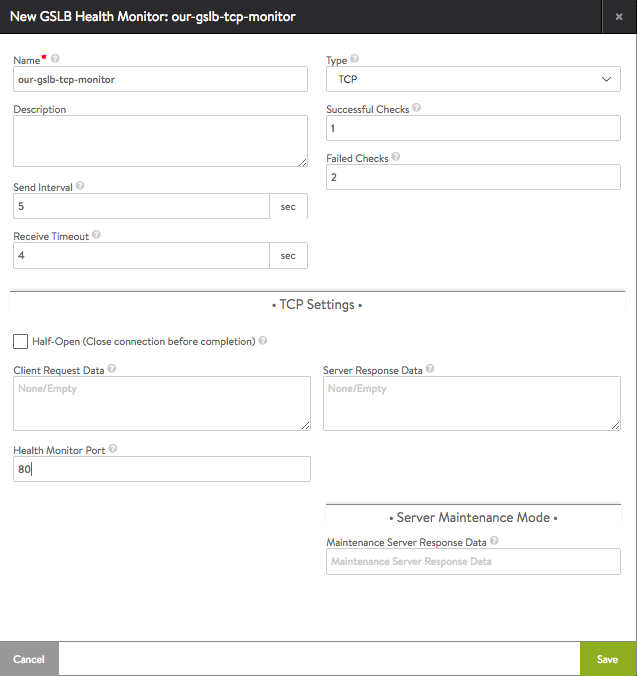 New GSLB Health Monitor: our-gslb-tcp-monitor
Name*
our-gslb-tcp-monitor
Type
TCP
Description
Successful Checks
1
Failed Checks
2
Send Interval
5 sec
Receive Timeout
4 sec
• TCP Settings •
Half-Open (Close connection before completion)
Client Request Data
None/Empty
Server Response Data
None/Empty
Health Monitor Port
80
• Server Maintenance Mode •
Maintenance Server Response Data
Maintenance Server Response Data
Cancel
Save